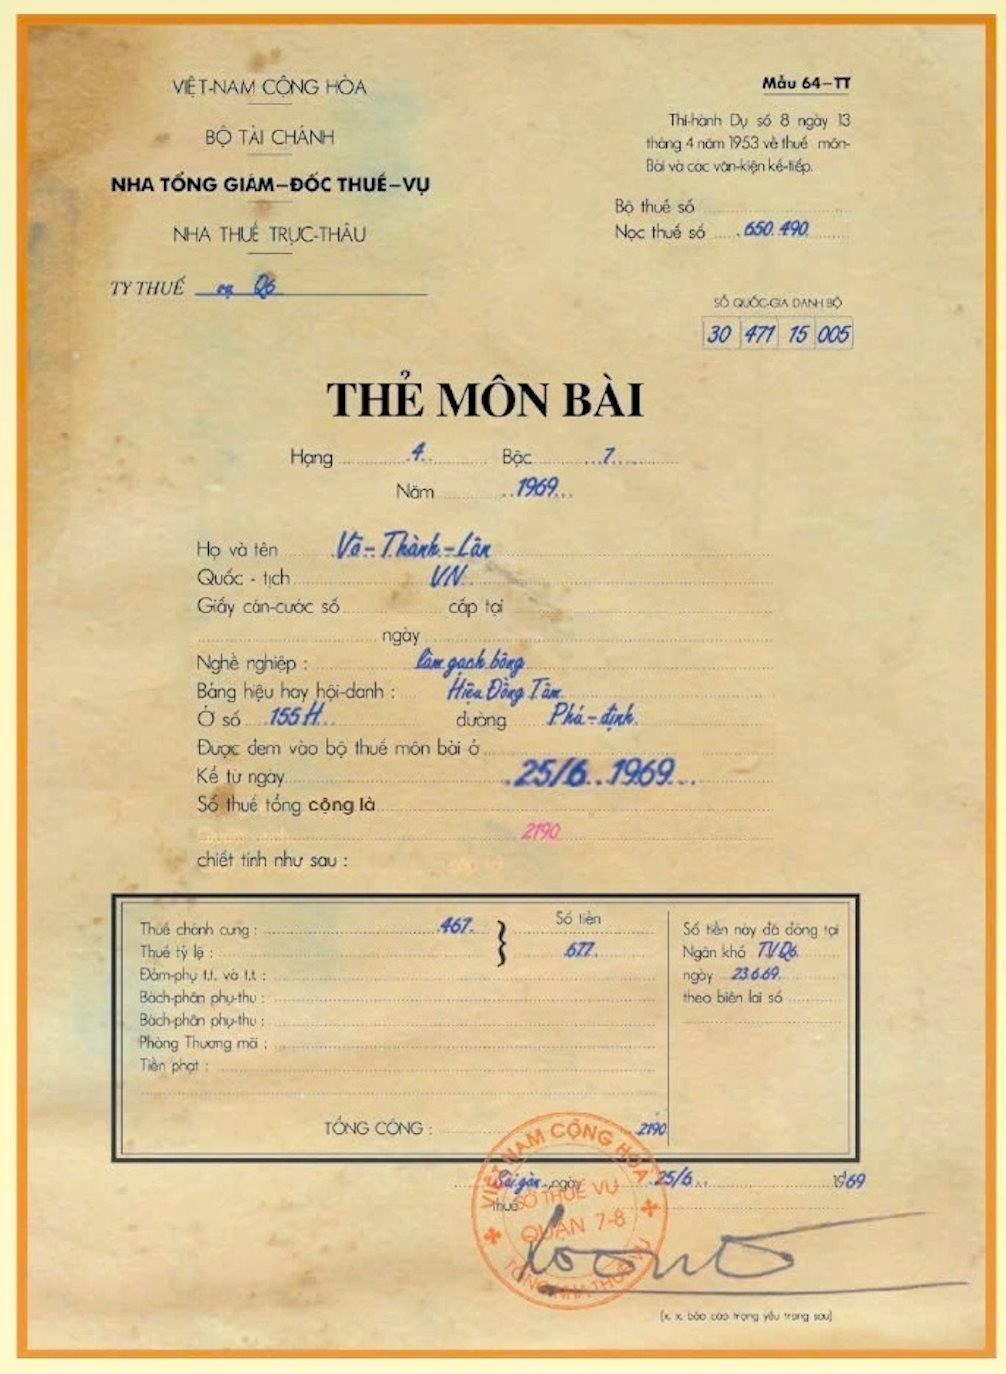 VIỆT-NAM CỘNG HÒA
BỘ TÀI CHÁNH
NHA TỔNG GIÁM–ĐỐC THUẾ–VỤ
NHA THUẾ TRỰC-THÂU
TY THUẾ Q6
Mẫu 64–TT
Thi-hành Dụ số 8 ngày 13
tháng 4 năm 1953 về thuế môn-
Bài và các văn-kiện kế-tiếp.
Bộ thuế số
Nọc thuế số 650.490
SỐ QUỐC-GIA DANH BỘ
30 471 15 005
THẺ MÔN BÀI
Hạng 4 Bậc 7
Năm 1969
Họ và tên Võ-Thành-Lân
Quốc - tịch VN
Giấy căn-cước số cấp tại
ngày
Nghề nghiệp : làm gạch bông
Bảng hiệu hay hội-danh : Hiệu Đồng Tâm
Ở số 155H đường Phú-định
Được đem vào bộ thuế môn bài ở
Kể từ ngày 25/6 1969
Số thuế tổng cộng là
2190
chiết tính như sau :
Thuế chánh cung : 467
Số tiền
Thuế tỷ lệ : 677
Đảm-phụ t.t. và t.t :
Bách-phân phụ-thu :
Bách-phân phụ-thu :
Phòng Thương mãi :
Tiền phạt :
TỔNG CỘNG : 2190
Số tiền này đã đóng tại
Ngân khố TV.Q6
ngày 23.6.69
theo biên lai số
Sài gòn ngày 25/6 1969
thuế
VIỆT NAM CỘNG HÒA
SỞ THUẾ VỤ
QUẬN 7-8
TỔNG NHA THUẾ VỤ
(x. x. báo cáo trọng yếu trang sau)